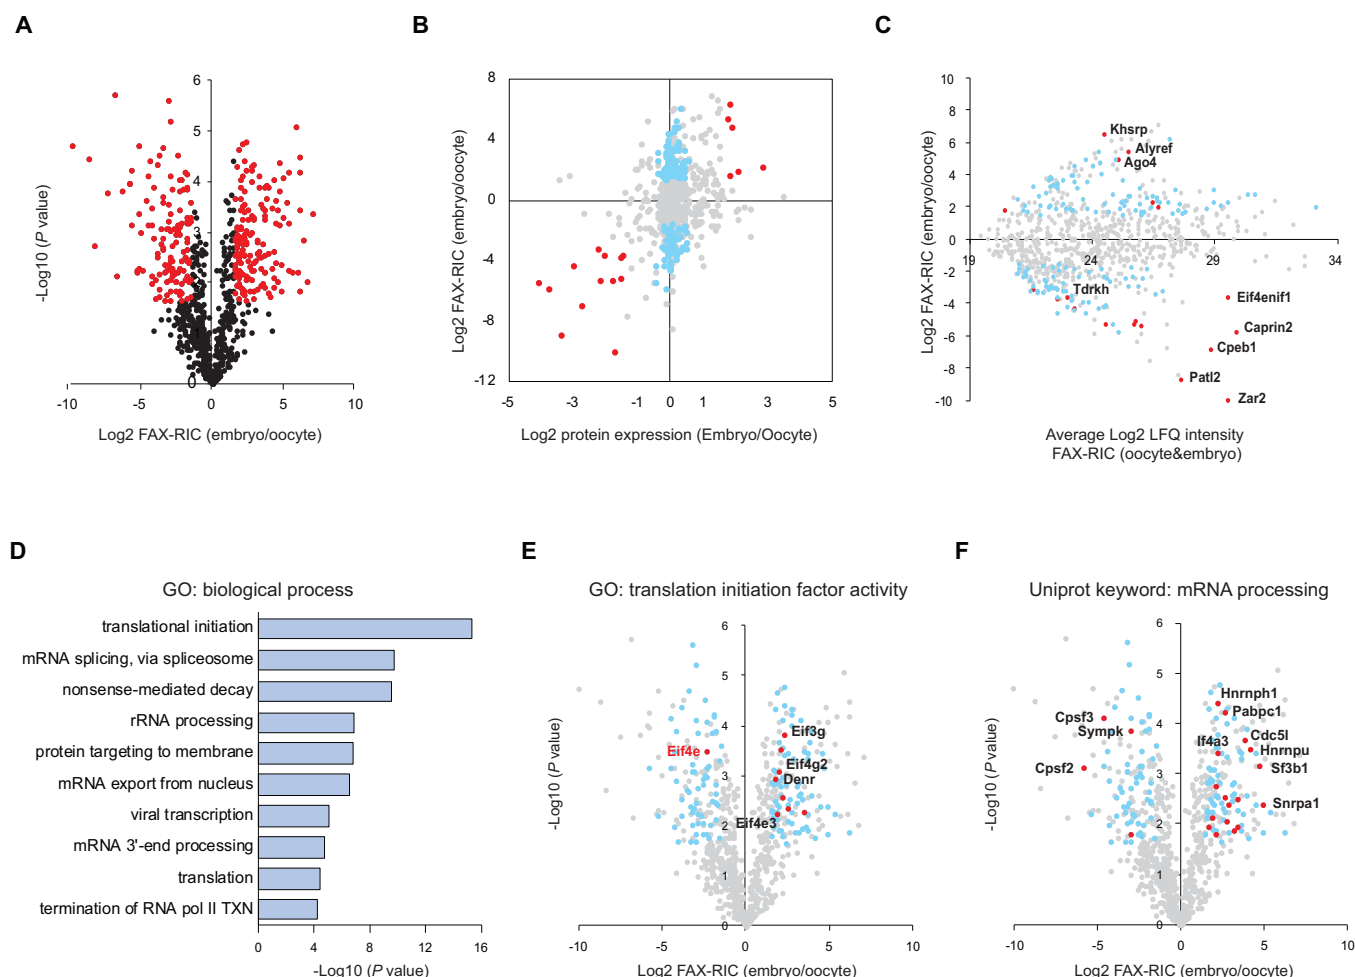 A
6
5
4
3
1
0
-10
-5
0
5
10
-Log10 (P value)
Log2 FAX-RIC (embryo/oocyte)
B
8
4
0
-4
-8
-12
-5
-3
-1
0
1
3
5
Log2 FAX-RIC (embryo/oocyte)
Log2 protein expression (Embryo/Oocyte)
C
10
8
6
4
2
0
-2
-4
-6
-8
-10
19
24
29
34
Khsrp
Alyref
Ago4
Tdrkh
Eif4enif1
Caprin2
Cpeb1
Patl2
Zar2
Log2 FAX-RIC (embryo/oocyte)
Average Log2 LFQ intensity
FAX-RIC (oocyte&embryo)
D
GO: biological process
translational initiation
mRNA splicing, via spliceosome
nonsense-mediated decay
rRNA processing
protein targeting to membrane
mRNA export from nucleus
viral transcription
mRNA 3'-end processing
translation
termination of RNA pol II TXN
0
4
8
12
16
-Log10 (P value)
E
GO: translation initiation factor activity
6
5
4
3
2
1
0
-10
-5
0
5
10
Eif4e
Eif3g
Eif4g2
Denr
Eif4e3
-Log10 (P value)
Log2 FAX-RIC (embryo/oocyte)
F
Uniprot keyword: mRNA processing
6
5
4
3
2
1
0
-10
-5
0
5
10
Hnrnph1
Cpsf3
Pabpc1
Sympk
If4a3
Cdc5l
Hnrnpu
Cpsf2
Sf3b1
Snrpa1
-Log10 (P value)
Log2 FAX-RIC (embryo/oocyte)